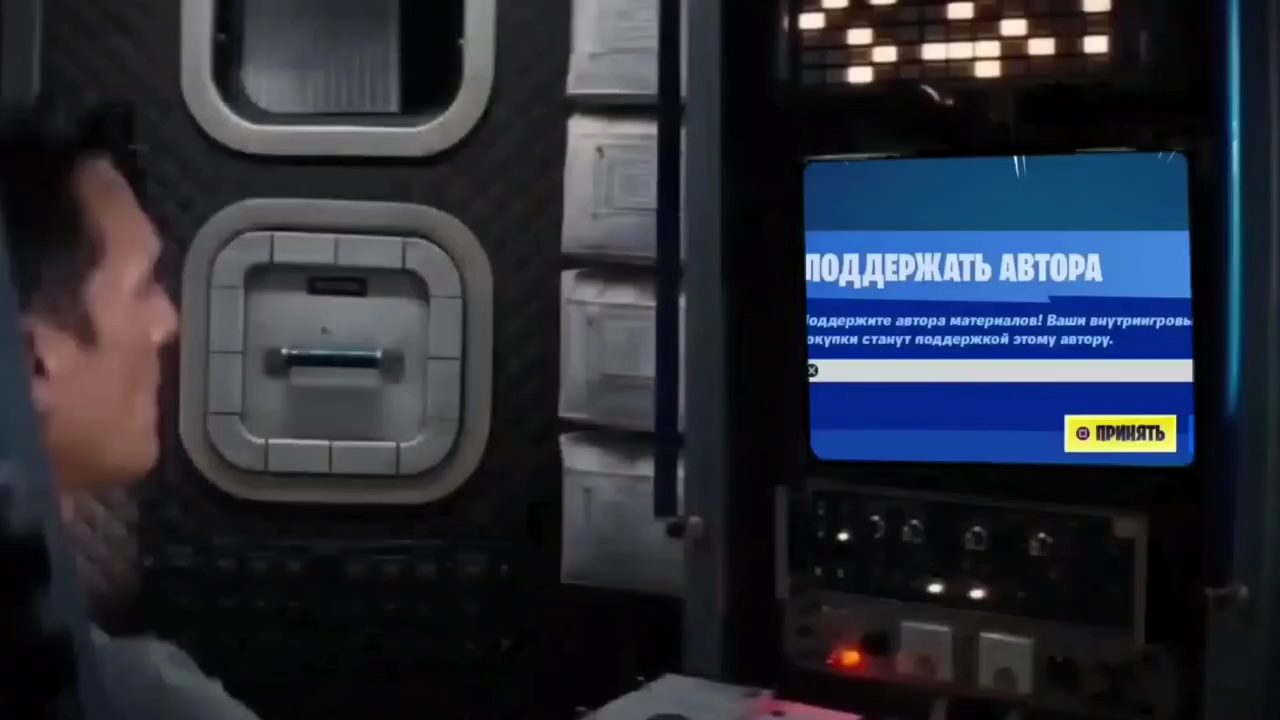 ПОДДЕРЖАТЬ АВТОРА
оддержите автора материалов! Ваши внутриигровы
окупки станут поддержкой этому автору.
ПРИНЯТЬ